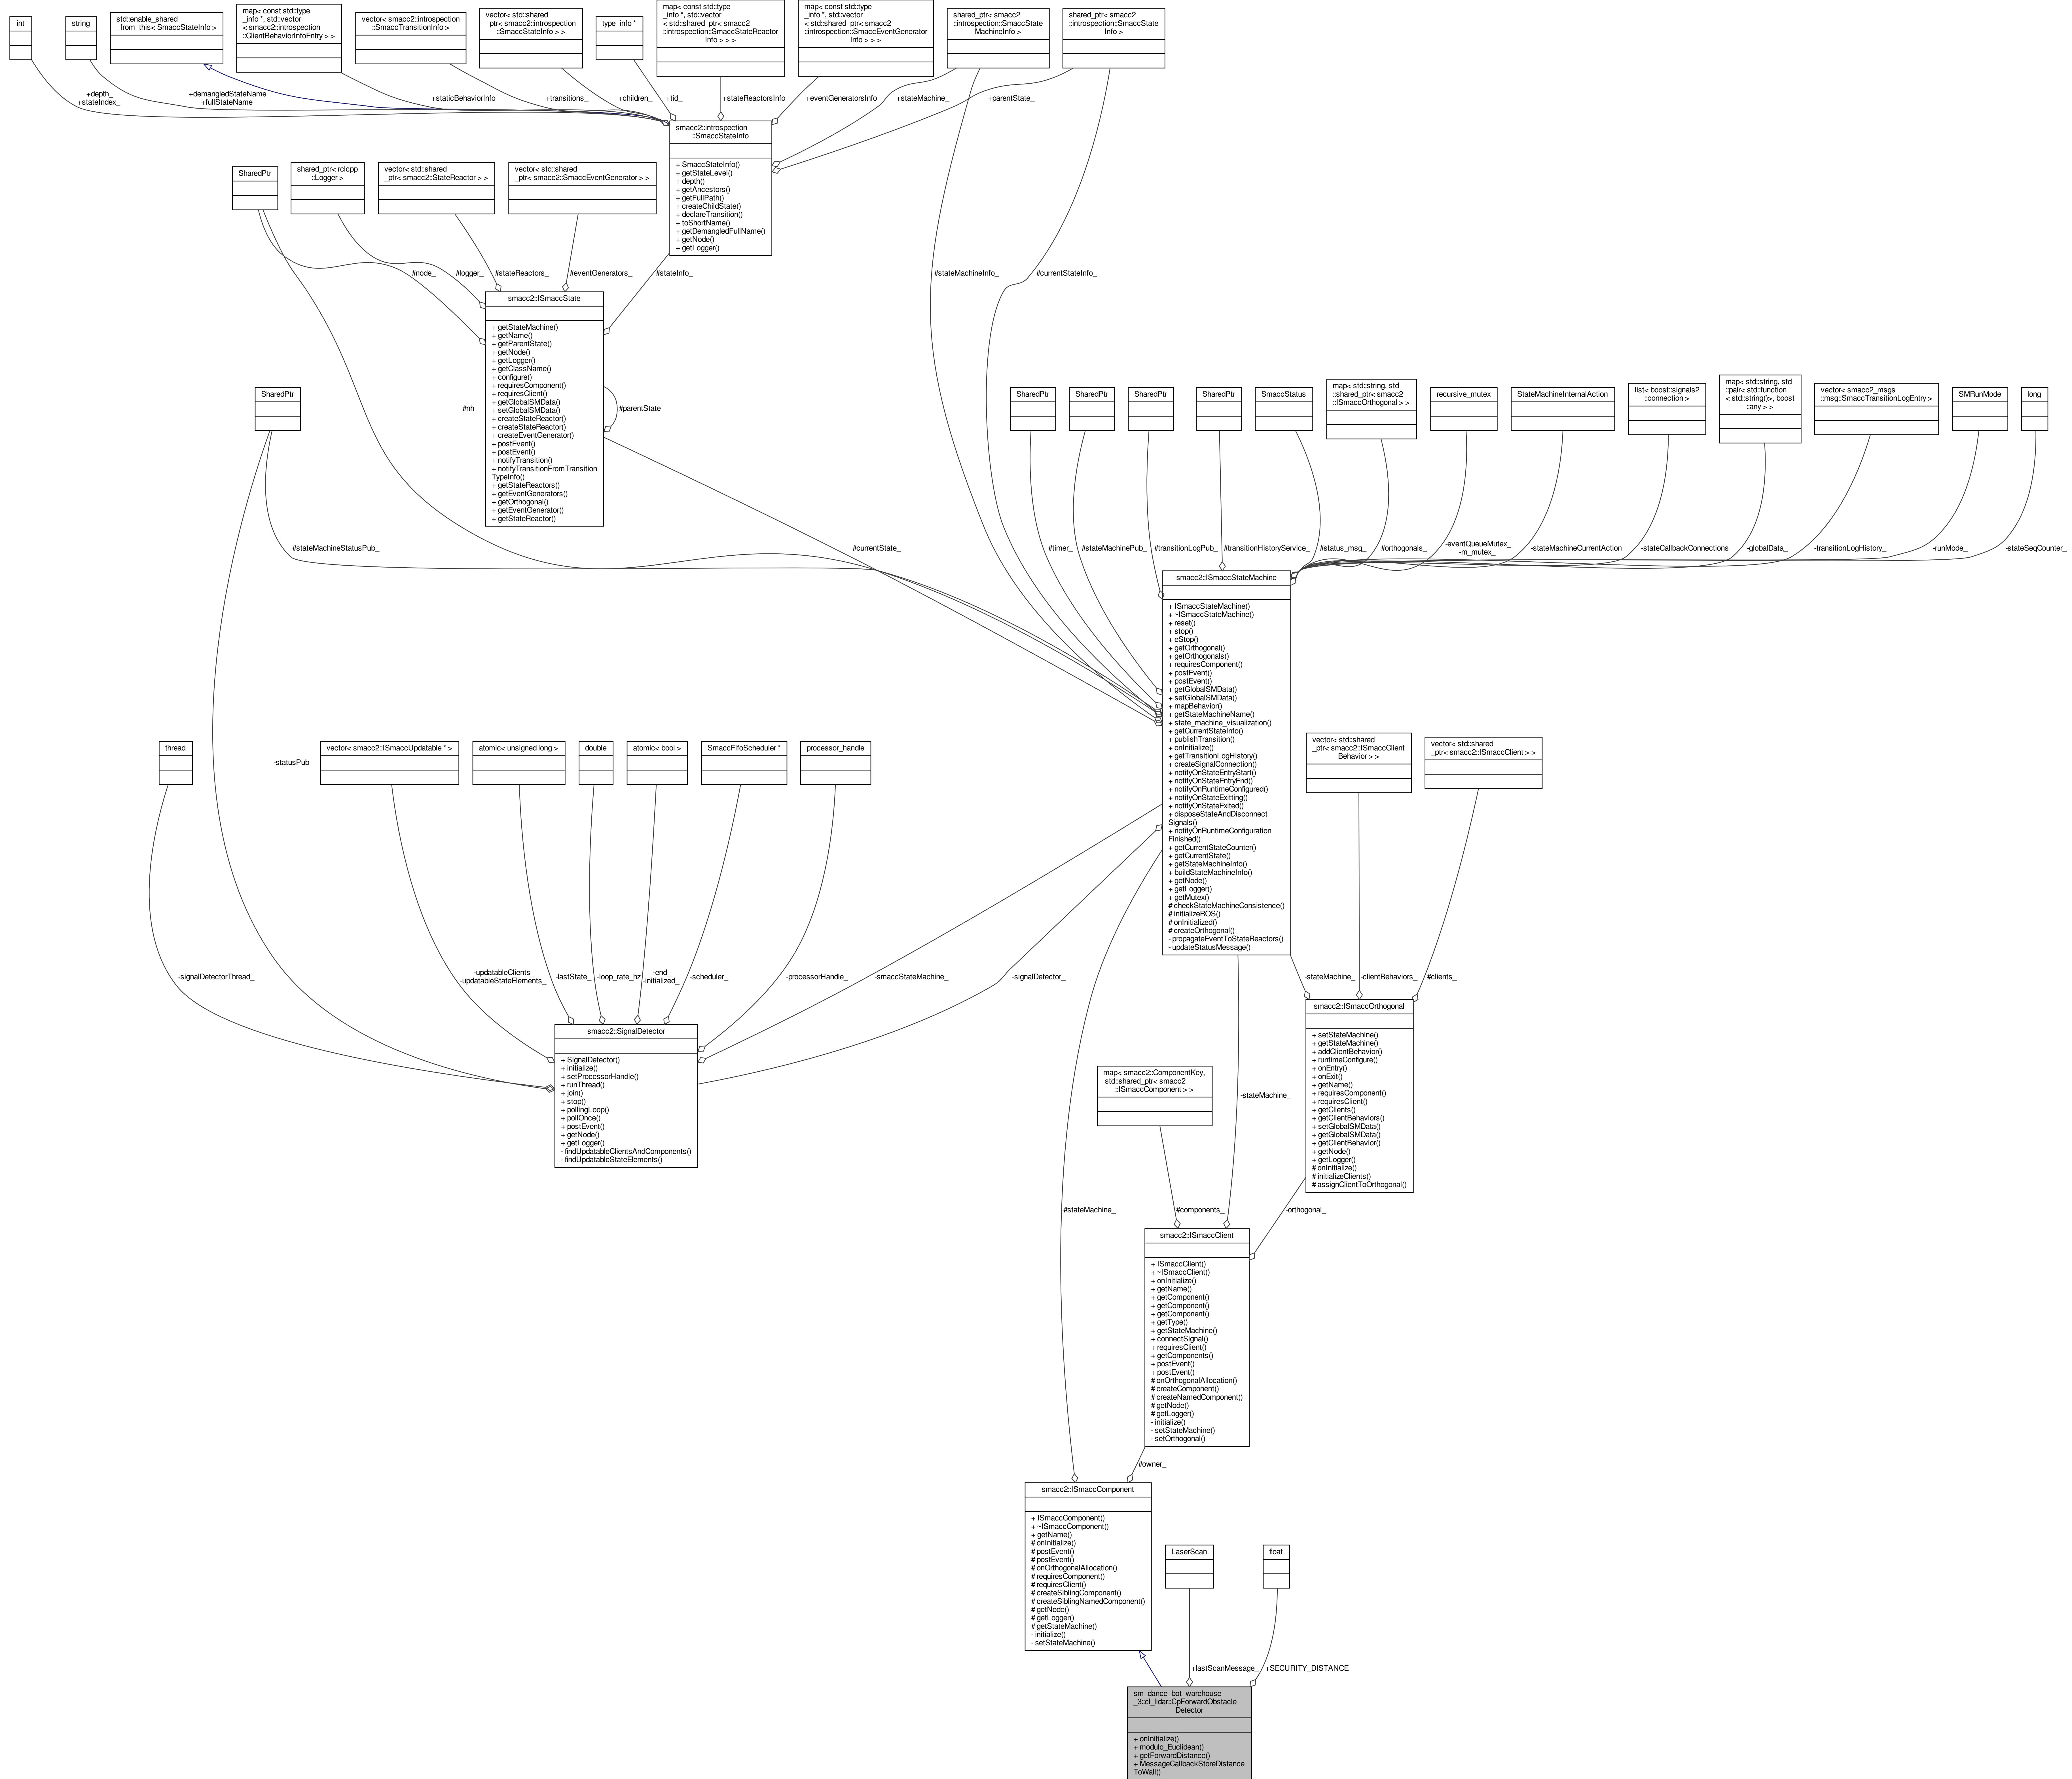 int
string
std::enable_shared
_from_this< SmaccStateInfo >
map< const std::type
_info *, std::vector
< smacc2::introspection
::ClientBehaviorInfoEntry > >
vector< smacc2::introspection
::SmaccTransitionInfo >
vector< std::shared
_ptr< smacc2::introspection
::SmaccStateInfo > >
type_info *
map< const std::type
_info *, std::vector
< std::shared_ptr< smacc2
::introspection::SmaccStateReactor
Info > > >
map< const std::type
_info *, std::vector
< std::shared_ptr< smacc2
::introspection::SmaccEventGenerator
Info > > >
shared_ptr< smacc2
::introspection::SmaccState
MachineInfo >
shared_ptr< smacc2
::introspection::SmaccState
Info >
+depth_
+stateIndex_
+demangledStateName
+fullStateName
+staticBehaviorInfo
+transitions_
+children_
+tid_
+stateReactorsInfo
+eventGeneratorsInfo
+stateMachine_
+parentState_
smacc2::introspection
::SmaccStateInfo
+ SmaccStateInfo()
+ getStateLevel()
+ depth()
+ getAncestors()
+ getFullPath()
+ createChildState()
+ declareTransition()
+ toShortName()
+ getDemangledFullName()
+ getNode()
+ getLogger()
SharedPtr
shared_ptr< rclcpp
::Logger >
vector< std::shared
_ptr< smacc2::StateReactor > >
vector< std::shared
_ptr< smacc2::SmaccEventGenerator > >
#node_
#logger_
#stateReactors_
#eventGenerators_
#stateInfo_
#stateMachineInfo_
#currentStateInfo_
smacc2::ISmaccState
+ getStateMachine()
+ getName()
+ getParentState()
+ getNode()
+ getLogger()
+ getClassName()
+ configure()
+ requiresComponent()
+ requiresClient()
+ getGlobalSMData()
+ setGlobalSMData()
+ createStateReactor()
+ createStateReactor()
+ createEventGenerator()
+ postEvent()
+ postEvent()
+ notifyTransition()
+ notifyTransitionFromTransition
TypeInfo()
+ getStateReactors()
+ getEventGenerators()
+ getOrthogonal()
+ getEventGenerator()
+ getStateReactor()
#parentState_
#nh_
SharedPtr
SharedPtr
SharedPtr
SharedPtr
SharedPtr
SmaccStatus
map< std::string, std
::shared_ptr< smacc2
::ISmaccOrthogonal > >
recursive_mutex
StateMachineInternalAction
list< boost::signals2
::connection >
map< std::string, std
::pair< std::function
< std::string()>, boost
::any > >
vector< smacc2_msgs
::msg::SmaccTransitionLogEntry >
SMRunMode
long
#stateMachineStatusPub_
#currentState_
#timer_
#stateMachinePub_
#transitionLogPub_
#transitionHistoryService_
#status_msg_
#orthogonals_
-eventQueueMutex_
-m_mutex_
-stateMachineCurrentAction
-stateCallbackConnections
-globalData_
-transitionLogHistory_
-runMode_
-stateSeqCounter_
smacc2::ISmaccStateMachine
+ ISmaccStateMachine()
+ ~ISmaccStateMachine()
+ reset()
+ stop()
+ eStop()
+ getOrthogonal()
+ getOrthogonals()
+ requiresComponent()
+ postEvent()
+ postEvent()
+ getGlobalSMData()
+ setGlobalSMData()
+ mapBehavior()
+ getStateMachineName()
+ state_machine_visualization()
+ getCurrentStateInfo()
+ publishTransition()
+ onInitialize()
+ getTransitionLogHistory()
+ createSignalConnection()
+ notifyOnStateEntryStart()
+ notifyOnStateEntryEnd()
+ notifyOnRuntimeConfigured()
+ notifyOnStateExitting()
+ notifyOnStateExited()
+ disposeStateAndDisconnect
Signals()
+ notifyOnRuntimeConfiguration
Finished()
+ getCurrentStateCounter()
+ getCurrentState()
+ getStateMachineInfo()
+ buildStateMachineInfo()
+ getNode()
+ getLogger()
+ getMutex()
# checkStateMachineConsistence()
# initializeROS()
# onInitialized()
# createOrthogonal()
- propagateEventToStateReactors()
- updateStatusMessage()
thread
-statusPub_
vector< smacc2::ISmaccUpdatable * >
atomic< unsigned long >
double
atomic< bool >
SmaccFifoScheduler *
processor_handle
vector< std::shared
_ptr< smacc2::ISmaccClient
Behavior > >
vector< std::shared
_ptr< smacc2::ISmaccClient > >
-signalDetectorThread_
-updatableClients_
-updatableStateElements_
-lastState_
-loop_rate_hz
-end_
-initialized_
-scheduler_
-processorHandle_
-smaccStateMachine_
-signalDetector_
-stateMachine_
-clientBehaviors_
#clients_
smacc2::SignalDetector
+ SignalDetector()
+ initialize()
+ setProcessorHandle()
+ runThread()
+ join()
+ stop()
+ pollingLoop()
+ pollOnce()
+ postEvent()
+ getNode()
+ getLogger()
- findUpdatableClientsAndComponents()
- findUpdatableStateElements()
smacc2::ISmaccOrthogonal
+ setStateMachine()
+ getStateMachine()
+ addClientBehavior()
+ runtimeConfigure()
+ onEntry()
+ onExit()
+ getName()
+ requiresComponent()
+ requiresClient()
+ getClients()
+ getClientBehaviors()
+ setGlobalSMData()
+ getGlobalSMData()
+ getClientBehavior()
+ getNode()
+ getLogger()
# onInitialize()
# initializeClients()
# assignClientToOrthogonal()
map< smacc2::ComponentKey,
std::shared_ptr< smacc2
::ISmaccComponent > >
-stateMachine_
#stateMachine_
#components_
-orthogonal_
smacc2::ISmaccClient
+ ISmaccClient()
+ ~ISmaccClient()
+ onInitialize()
+ getName()
+ getComponent()
+ getComponent()
+ getComponent()
+ getType()
+ getStateMachine()
+ connectSignal()
+ requiresClient()
+ getComponents()
+ postEvent()
+ postEvent()
# onOrthogonalAllocation()
# createComponent()
# createNamedComponent()
# getNode()
# getLogger()
- initialize()
- setStateMachine()
- setOrthogonal()
#owner_
smacc2::ISmaccComponent
+ ISmaccComponent()
+ ~ISmaccComponent()
+ getName()
# onInitialize()
# postEvent()
# postEvent()
# onOrthogonalAllocation()
# requiresComponent()
# requiresClient()
# createSiblingComponent()
# createSiblingNamedComponent()
# getNode()
# getLogger()
# getStateMachine()
- initialize()
- setStateMachine()
LaserScan
float
+lastScanMessage_
+SECURITY_DISTANCE
sm_dance_bot_warehouse
_3::cl_lidar::CpForwardObstacle
Detector
+ onInitialize()
+ modulo_Euclidean()
+ getForwardDistance()
+ MessageCallbackStoreDistance
ToWall()